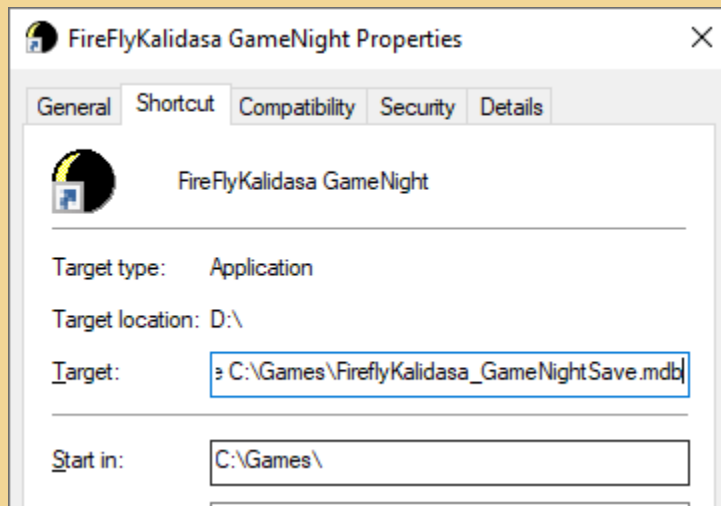 FireFlyKalidasa GameNight Properties
General Shortcut Compatibility Security Details
FireFlyKalidasa GameNight
Target type: Application
Target location: D:\
Target: C:\Games\FireflyKalidasa_GameNightSave.mdb
Start in: C:\Games\